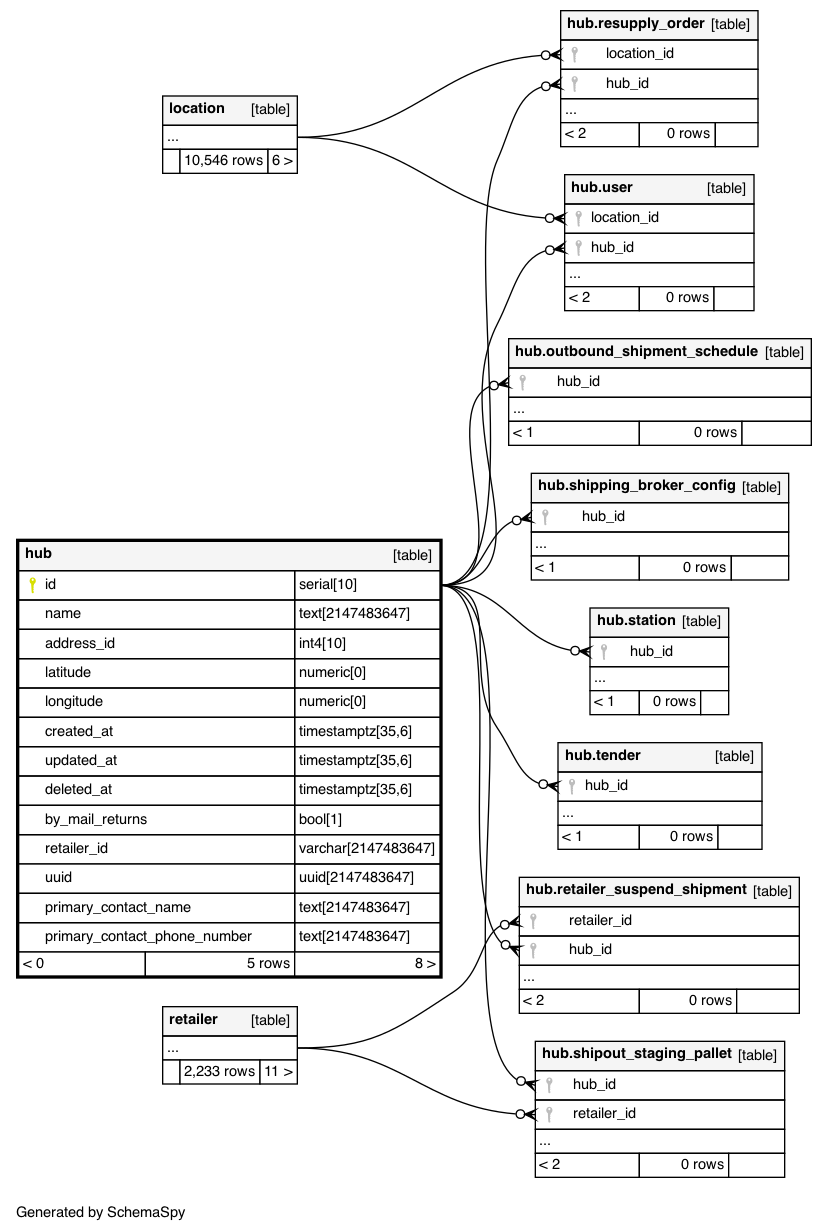 hub.resupply_order [table]
location_id
hub_id
...
< 2 0 rows
location [table]
...
10,546 rows 6 >
hub.user [table]
location_id
hub_id
...
< 2 0 rows
hub.outbound_shipment_schedule [table]
hub_id
...
< 1 0 rows
hub.shipping_broker_config [table]
hub_id
...
< 1 0 rows
hub [table]
id serial[10]
name text[2147483647]
address_id int4[10]
latitude numeric[0]
longitude numeric[0]
created_at timestamptz[35,6]
updated_at timestamptz[35,6]
deleted_at timestamptz[35,6]
by_mail_returns bool[1]
retailer_id varchar[2147483647]
uuid uuid[2147483647]
primary_contact_name text[2147483647]
primary_contact_phone_number text[2147483647]
< 0 5 rows 8 >
hub.station [table]
hub_id
...
< 1 0 rows
hub.tender [table]
hub_id
...
< 1 0 rows
hub.retailer_suspend_shipment [table]
retailer_id
hub_id
...
< 2 0 rows
retailer [table]
...
2,233 rows 11 >
hub.shipout_staging_pallet [table]
hub_id
retailer_id
...
< 2 0 rows
Generated by SchemaSpy